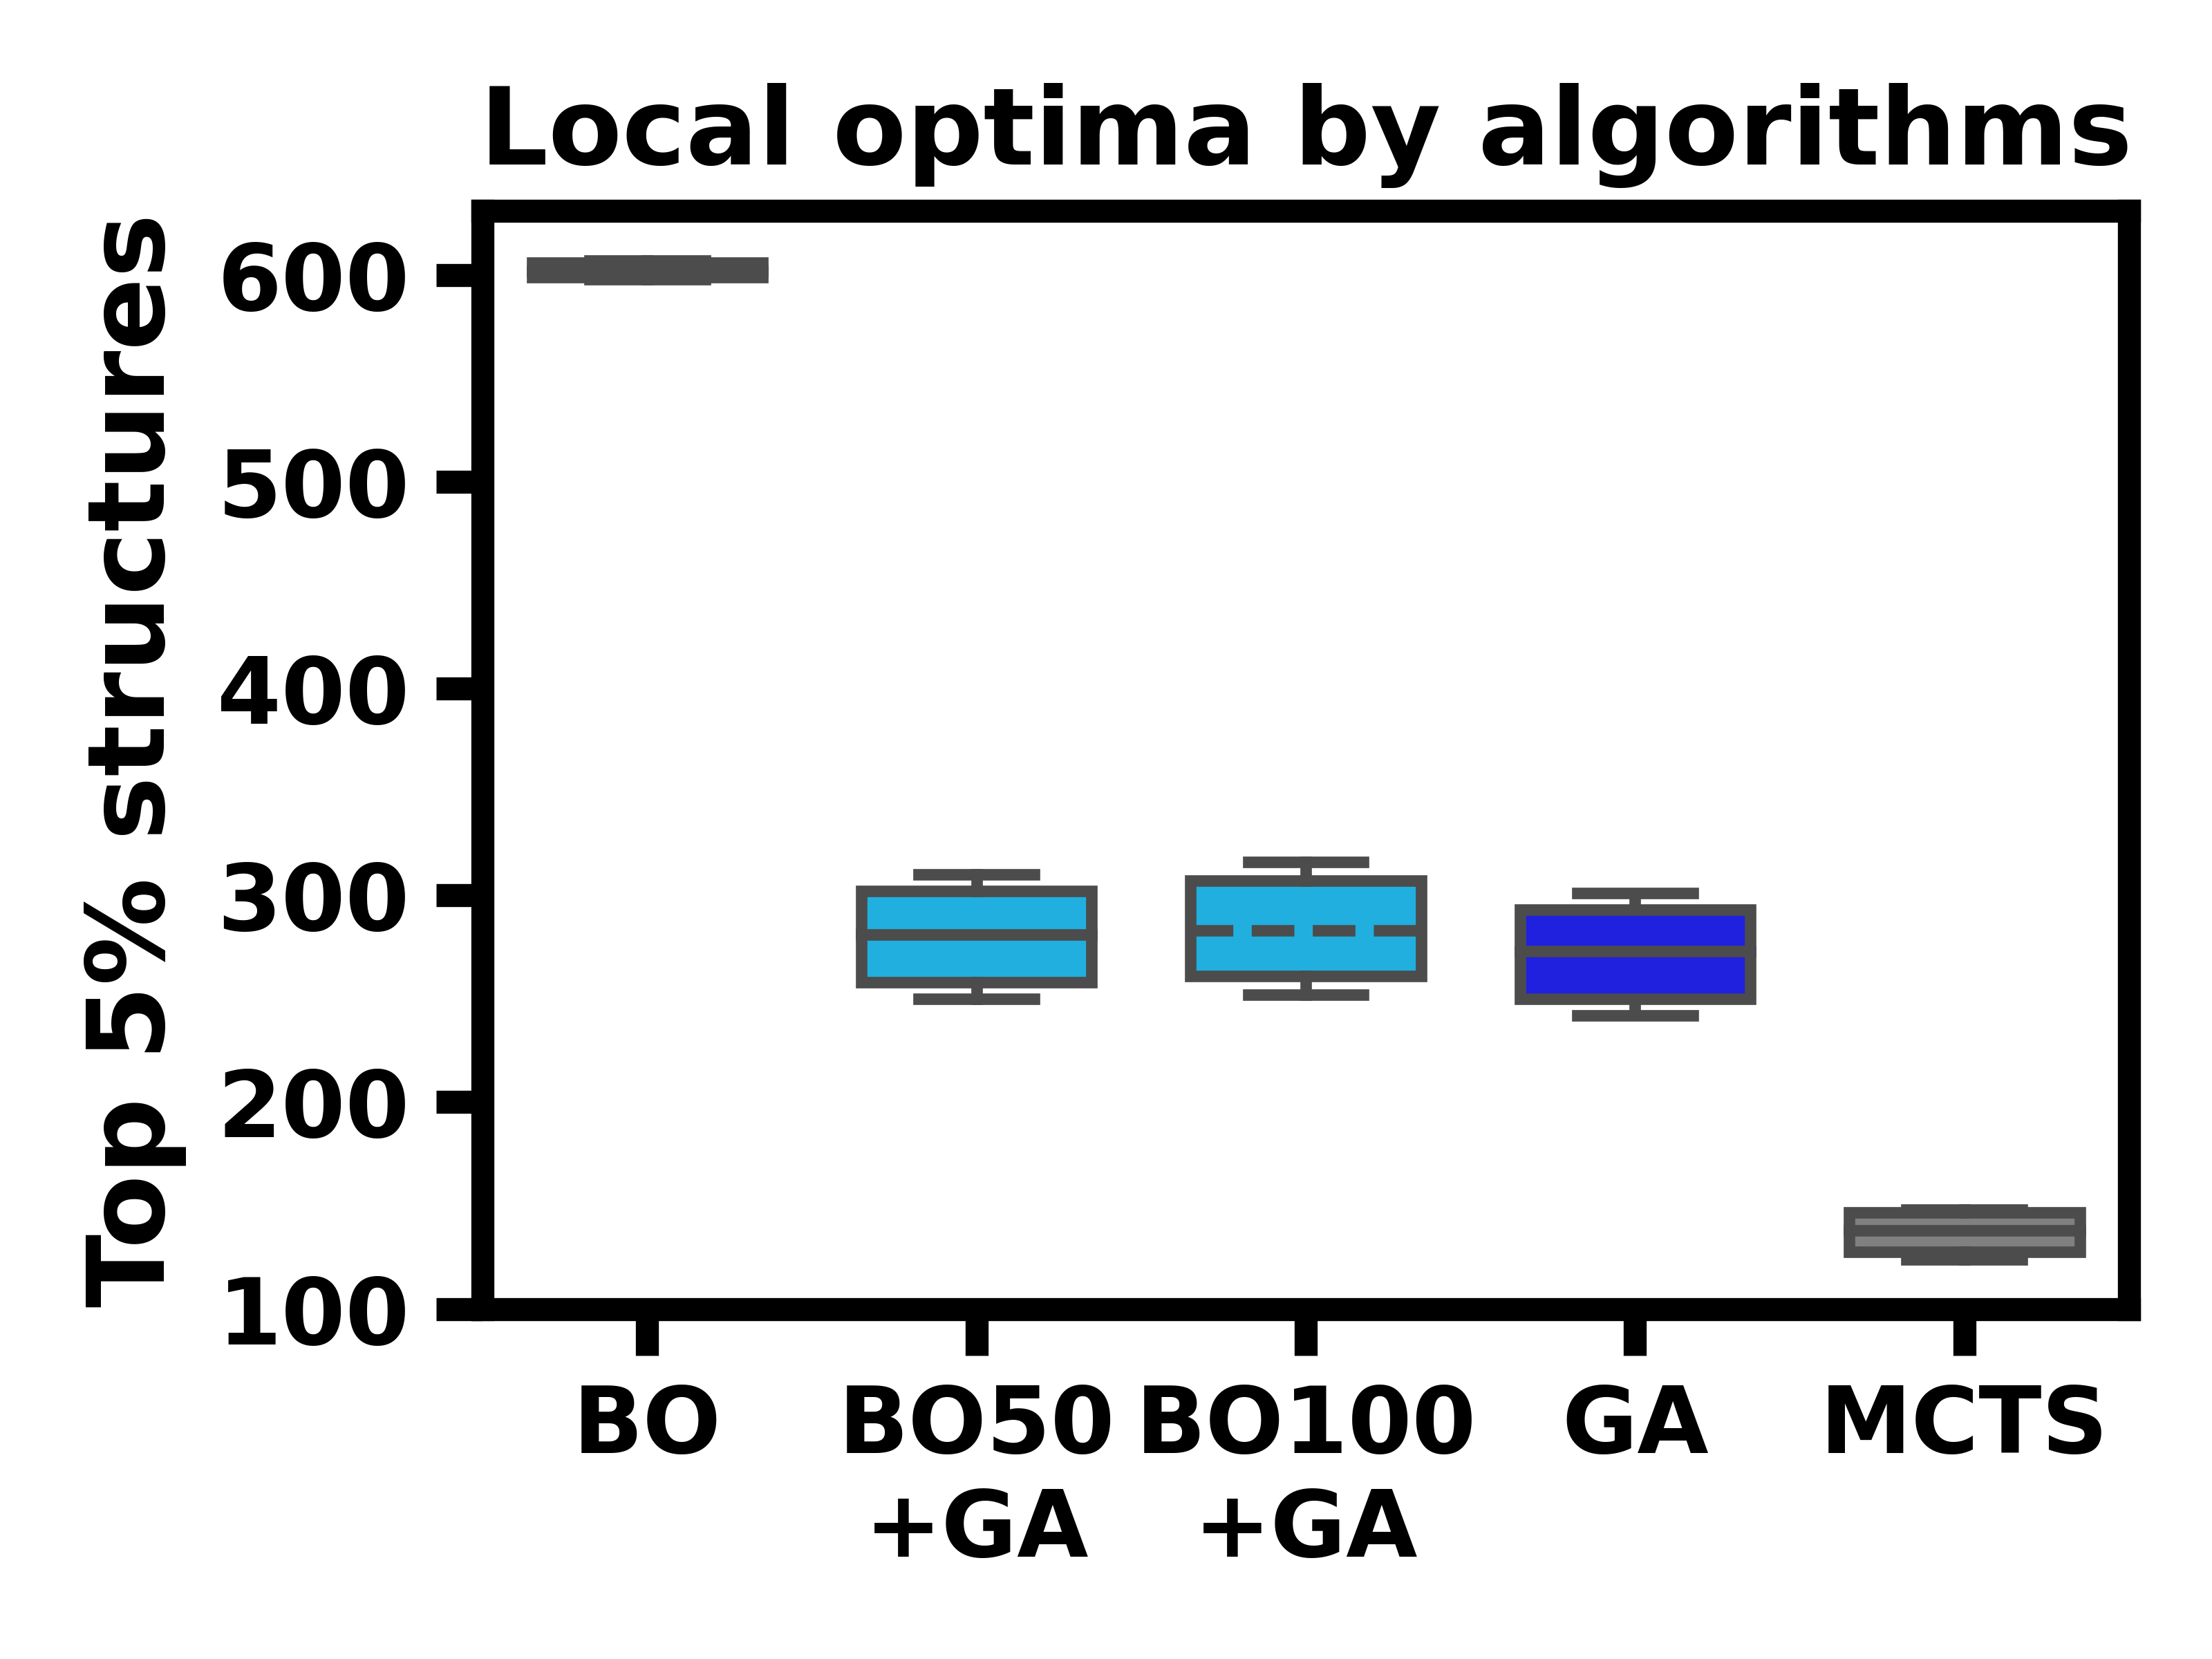 Local optima by algorithms
Top 5% structures
600
500
400
300
200
100
BO
BO50
+GA
BO100
+GA
GA
MCTS